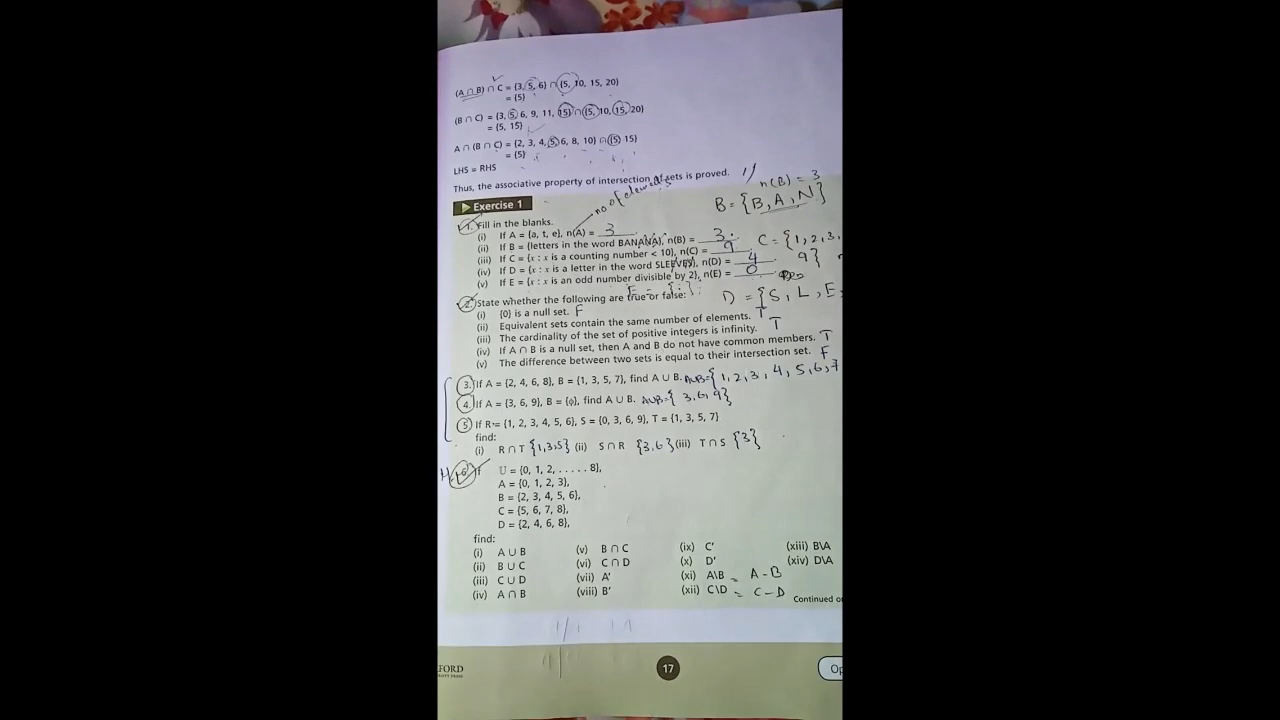 (A ∩ B) ∩ C = {3, 5, 6} ∩ {5, 10, 15, 20}
= {5}
(B ∩ C) = {3, 5, 6, 9, 11, 15} ∩ {5, 10, 15, 20}
= {5, 15}
A ∩ (B ∩ C) = {2, 3, 4, 5, 6, 8, 10} ∩ {5, 15}
= {5}
LHS = RHS
Thus, the associative property of intersection of sets is proved.
n(B) = 3
no of elements
B = {B, A, N}
Exercise 1
1. Fill in the blanks.
(i) If A = {a, t, e}, n(A) = 3
(ii) If B = {letters in the word BANANA}, n(B) = 3.
(iii) If C = {x : x is a counting number < 10}, n(C) = 9
C = {1, 2, 3,
(iv) If D = {x : x is a letter in the word SLEEVES}, n(D) = 4
9}
(v) If E = {x : x is an odd number divisible by 2}, n(E) = 0
E = { }
D = {S, L, E,
2. State whether the following are true or false:
(i) {0} is a null set. F
(ii) Equivalent sets contain the same number of elements. T
(iii) The cardinality of the set of positive integers is infinity. T
(iv) If A ∩ B is a null set, then A and B do not have common members. T
(v) The difference between two sets is equal to their intersection set. F
3. If A = {2, 4, 6, 8}, B = {1, 3, 5, 7}, find A ∪ B. A∪B={1, 2, 3, 4, 5, 6, 7
4. If A = {3, 6, 9}, B = {ϕ}, find A ∪ B. A∪B={3, 6, 9}
5 If R = {1, 2, 3, 4, 5, 6}, S = {0, 3, 6, 9}, T = {1, 3, 5, 7}
find:
(i) R ∩ T {1,3,5} (ii) S ∩ R {3,6} (iii) T ∩ S {3}
H.W 6. If U = {0, 1, 2, . . . . . 8},
A = {0, 1, 2, 3},
B = {2, 3, 4, 5, 6},
C = {5, 6, 7, 8},
D = {2, 4, 6, 8},
find:
(i) A ∪ B (v) B ∩ C (ix) C′ (xiii) B\A
(ii) B ∪ C (vi) C ∩ D (x) D′ (xiv) D\A
(iii) C ∪ D (vii) A′ (xi) A\B = A - B
(iv) A ∩ B (viii) B′ (xii) C\D = C - D
Continued o
FORD
17
Op